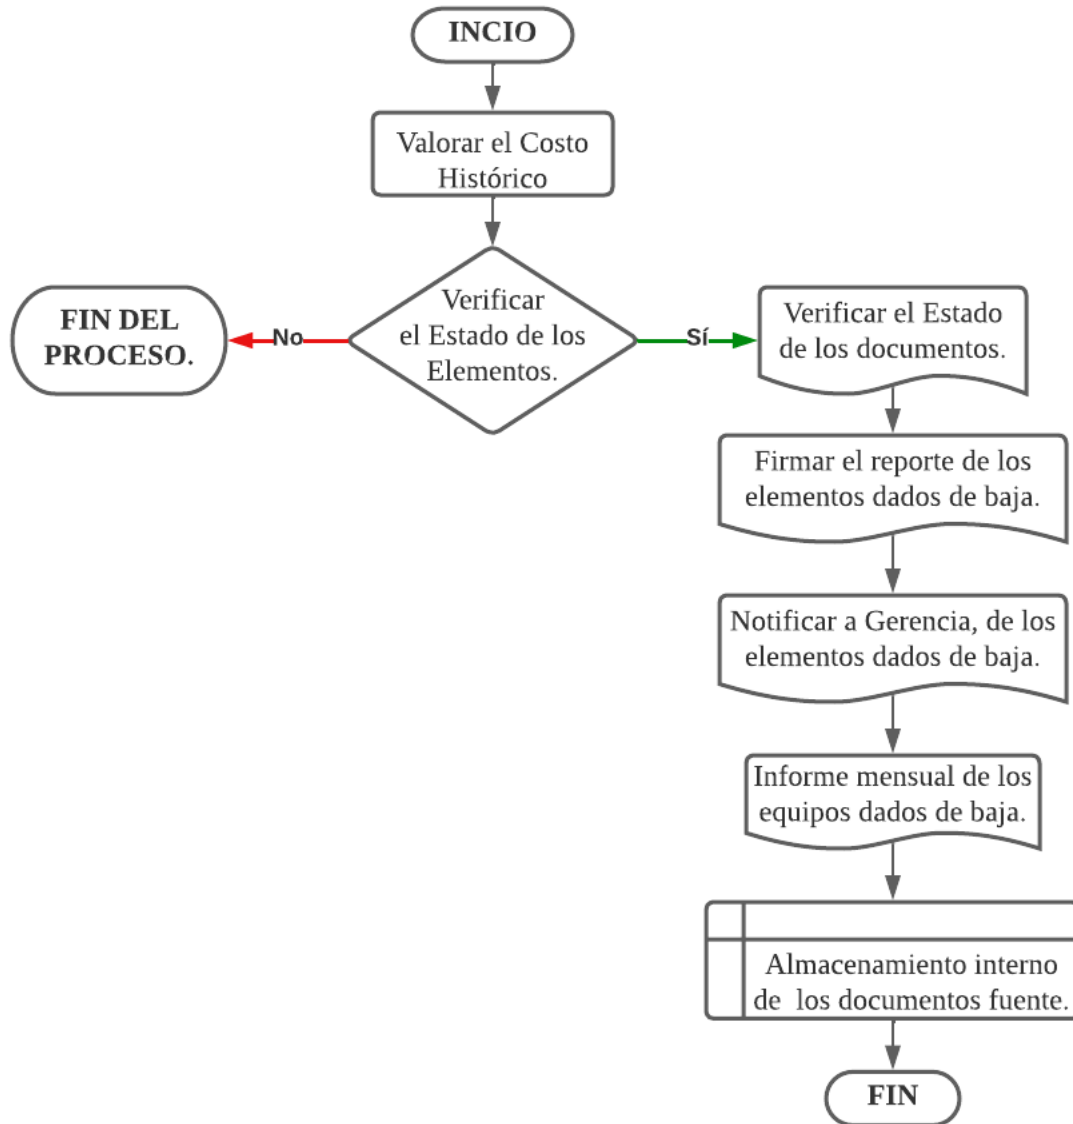 INCIO
Valorar el Costo
Histórico
Verificar
el Estado de los
Elementos.
No
FIN DEL
PROCESO.
Sí
Verificar el Estado
de los documentos.
Firmar el reporte de los
elementos dados de baja.
Notificar a Gerencia, de los
elementos dados de baja.
Informe mensual de los
equipos dados de baja.
Almacenamiento interno
de los documentos fuente.
FIN